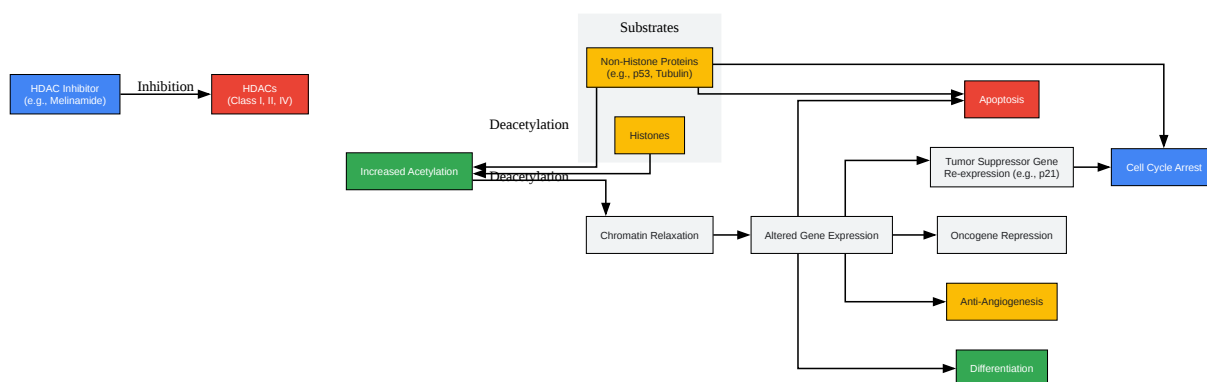 Substrates
HDAC Inhibitor
(e.g., Melinamide)
Inhibition
HDACs
(Class I, II, IV)
Non-Histone Proteins
(e.g., p53, Tubulin)
Apoptosis
Deacetylation
Histones
Increased Acetylation
Deacetylation
Tumor Suppressor Gene
Re-expression (e.g., p21)
Cell Cycle Arrest
Chromatin Relaxation
Altered Gene Expression
Oncogene Repression
Anti-Angiogenesis
Differentiation